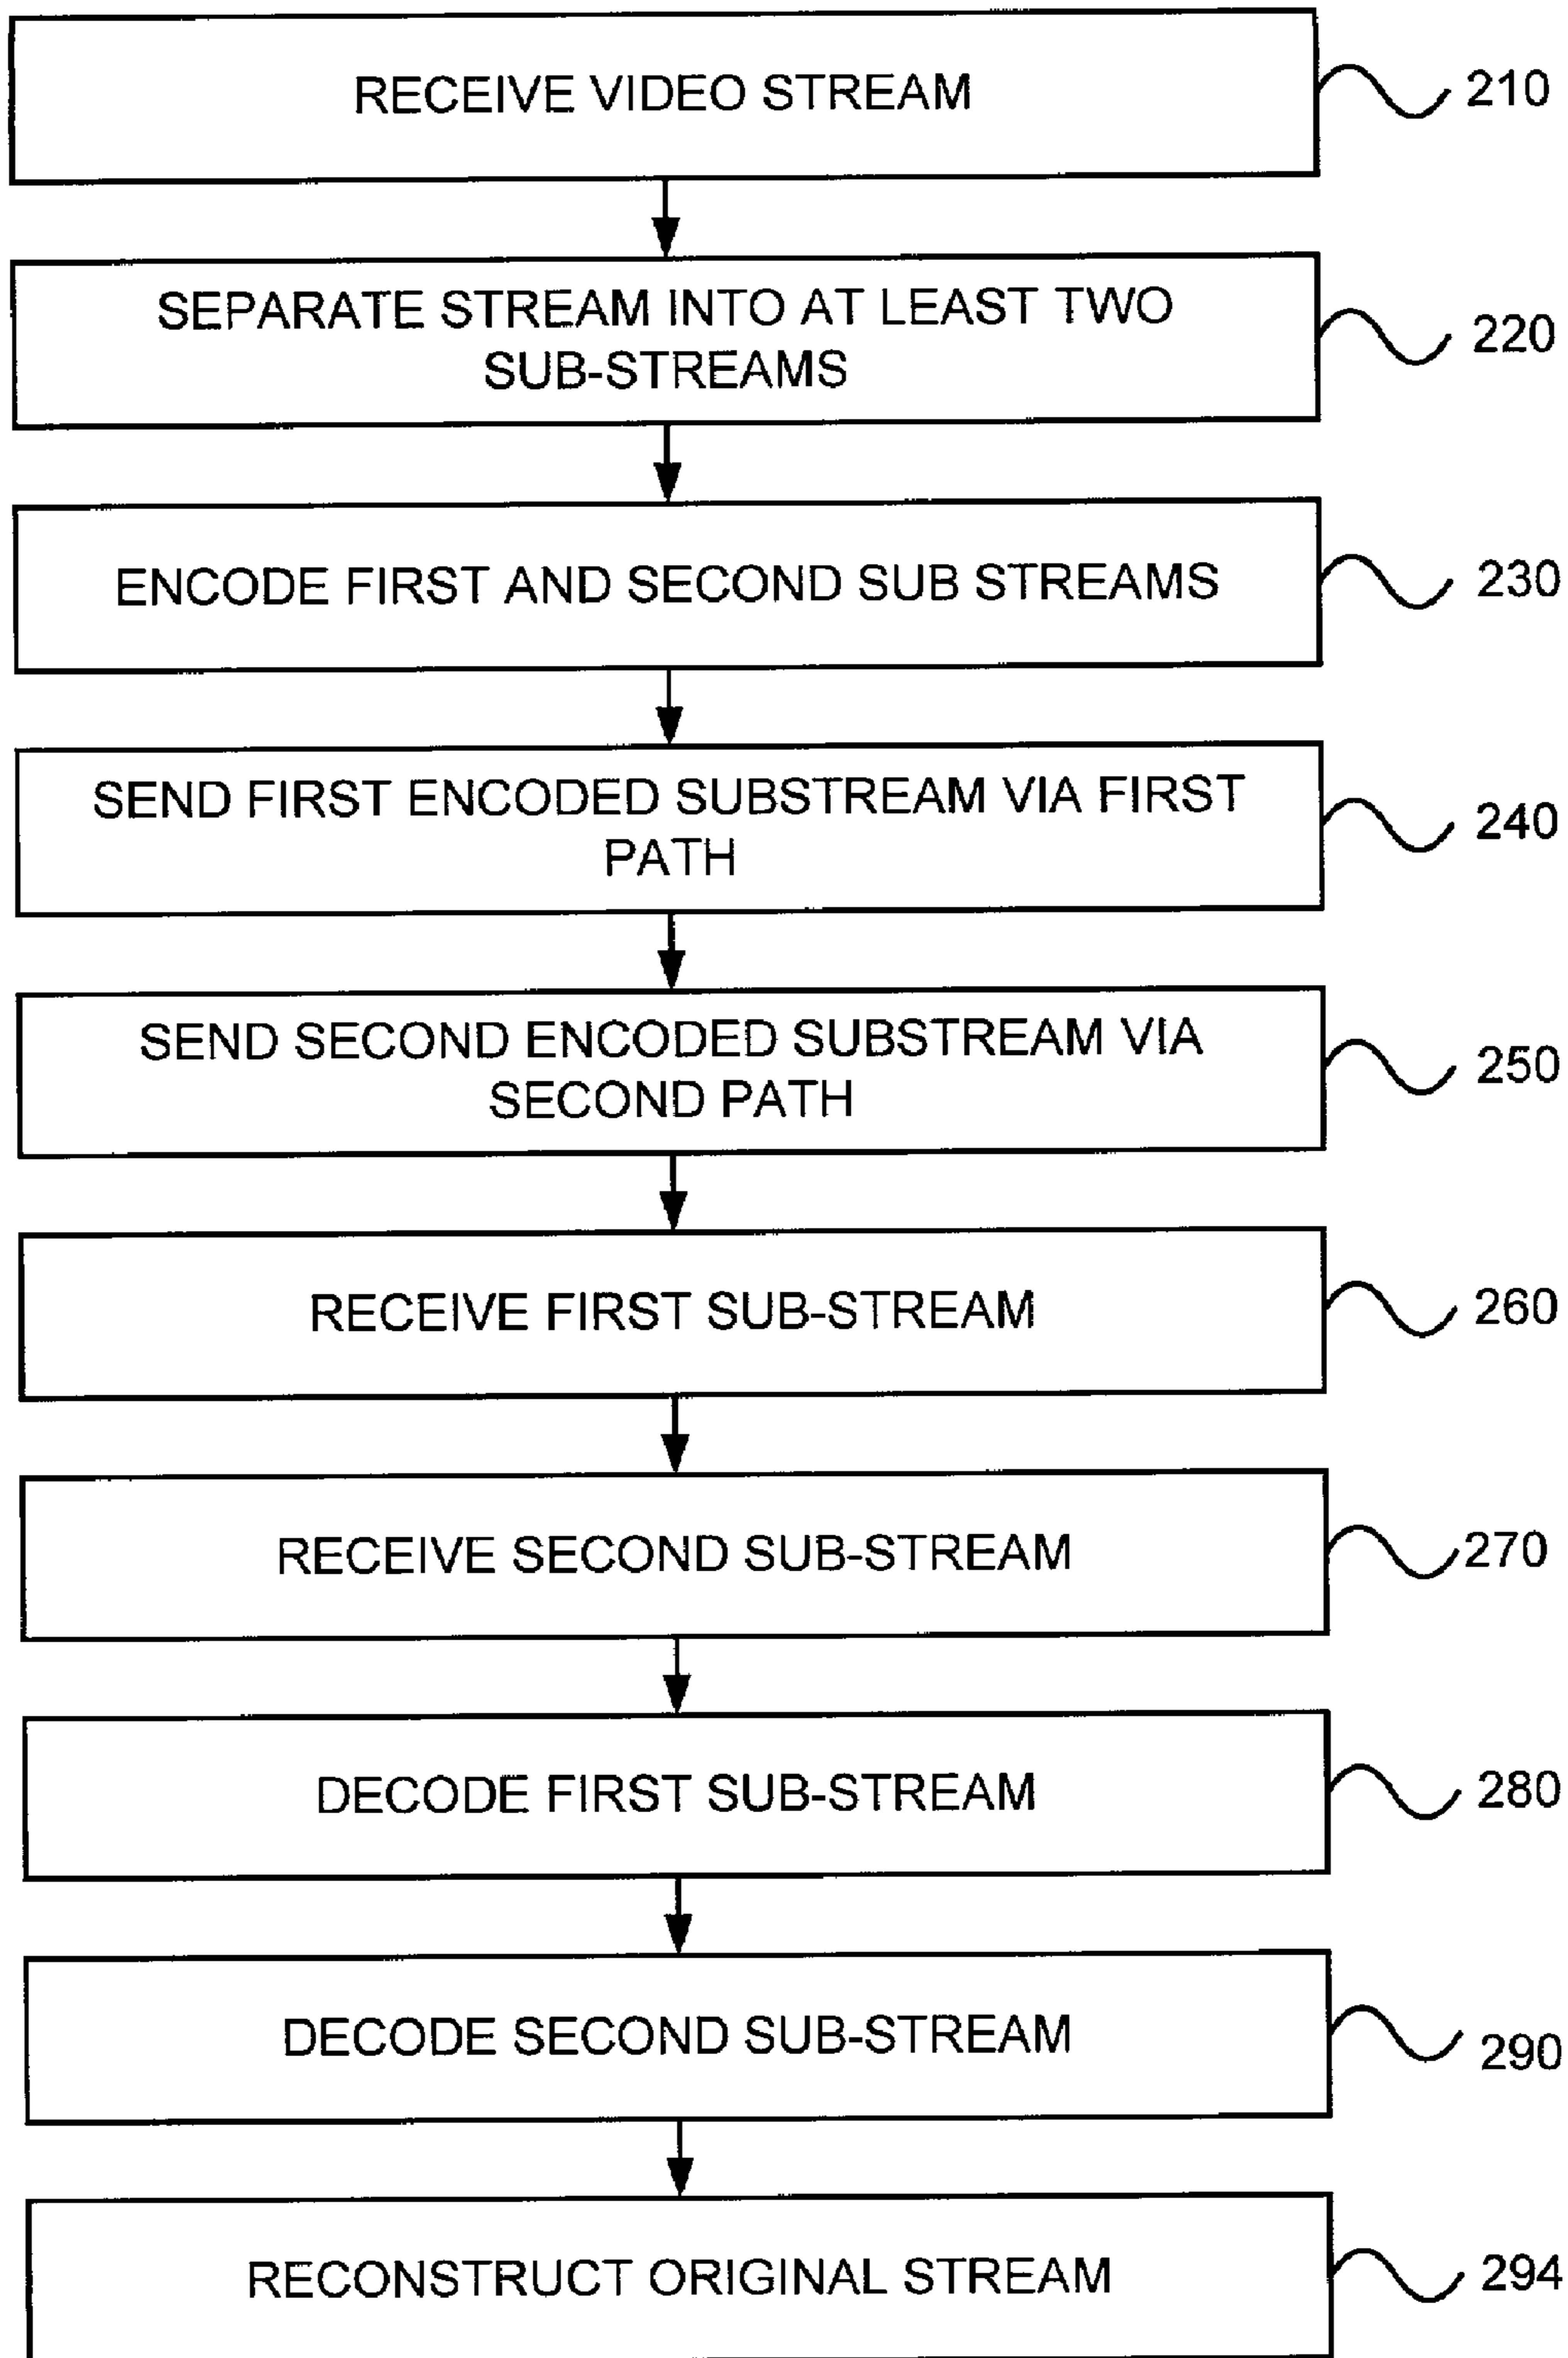 RECEIVE VIDEO STREAM
210
SEPARATE STREAM INTO AT LEAST TWO
SUB-STREAMS
220
ENCODE FIRST AND SECOND SUB STREAMS
230
SEND FIRST ENCODED SUBSTREAM VIA FIRST
PATH
240
SEND SECOND ENCODED SUBSTREAM VIA
SECOND PATH
250
RECEIVE FIRST SUB-STREAM
260
RECEIVE SECOND SUB-STREAM
270
DECODE FIRST SUB-STREAM
280
DECODE SECOND SUB-STREAM
290
RECONSTRUCT ORIGINAL STREAM
294